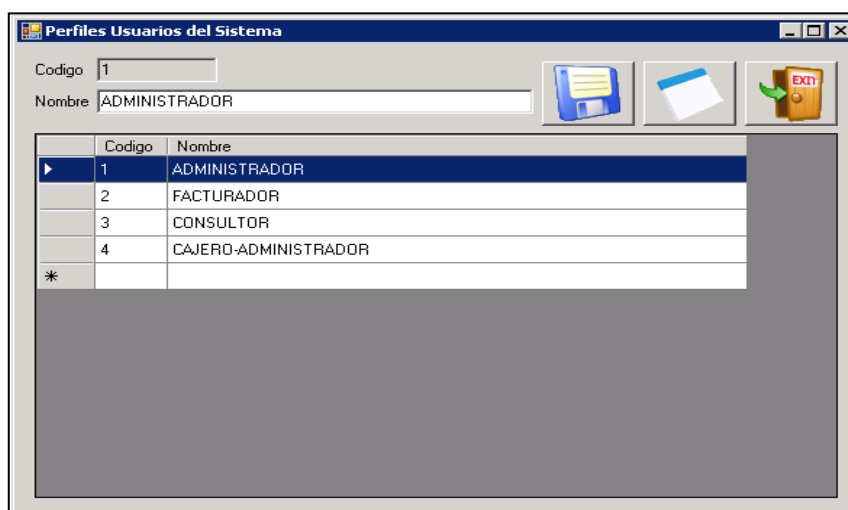 Perfiles Usuarios del Sistema
Codigo 1
Nombre ADMINISTRADOR
EXIT
Codigo Nombre
1 ADMINISTRADOR
2 FACTURADOR
3 CONSULTOR
4 CAJERO-ADMINISTRADOR